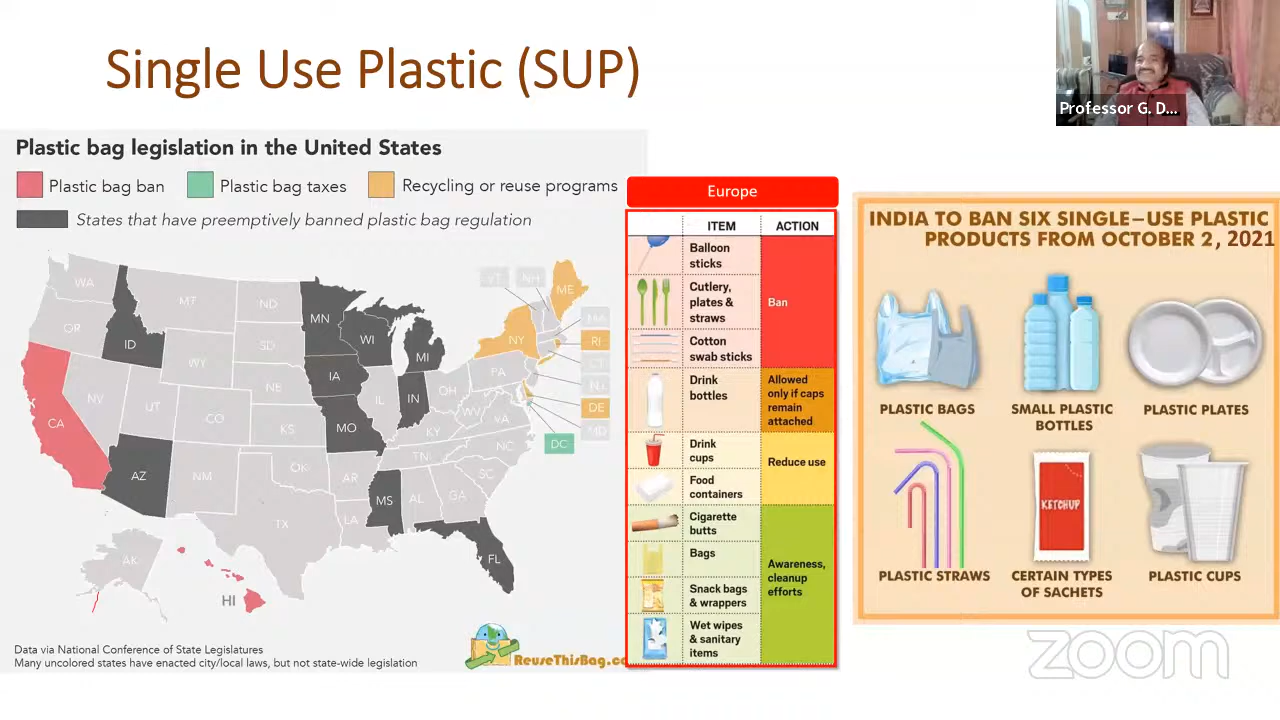 Single Use Plastic (SUP)
Professor G. D...
Plastic bag legislation in the United States
Plastic bag ban
Plastic bag taxes
Recycling or reuse programs
States that have preemptively banned plastic bag regulation
WA
OR
ID
MT
ND
MN
WI
MI
SD
WY
NE
IA
NV
UT
CO
KS
CA
AZ
NM
OK
TX
MO
IL
IN
OH
KY
WV
VA
PA
NY
VT
NH
ME
RI
CT
NJ
DE
MD
DC
TN
NC
SC
AR
MS
AL
GA
LA
FL
AK
HI
Data via National Conference of State Legislatures
Many uncolored states have enacted city/local laws, but not state-wide legislation
ReuseThisBag.co
Europe
ITEM ACTION
Balloon
sticks
Cutlery,
plates &
straws
Ban
Cotton
swab sticks
Drink
bottles
Allowed
only if caps
remain
attached
Drink
cups
Reduce use
Food
containers
Cigarette
butts
Bags
Awareness,
cleanup
efforts
Snack bags
& wrappers
Wet wipes
& sanitary
items
INDIA TO BAN SIX SINGLE-USE PLASTIC
PRODUCTS FROM OCTOBER 2, 2021
PLASTIC BAGS
SMALL PLASTIC
BOTTLES
PLASTIC PLATES
KETCHUP
PLASTIC STRAWS
CERTAIN TYPES
OF SACHETS
PLASTIC CUPS
zoom